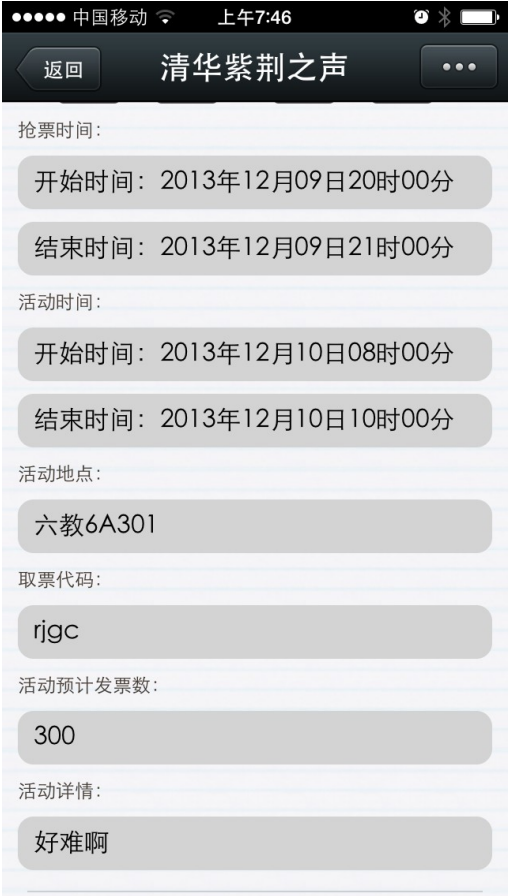 中国移动 上午7:46
返回 清华紫荆之声
抢票时间：
开始时间：2013年12月09日20时00分
结束时间：2013年12月09日21时00分
活动时间：
开始时间：2013年12月10日08时00分
结束时间：2013年12月10日10时00分
活动地点：
六教6A301
取票代码：
rjgc
活动预计发票数：
300
活动详情：
好难啊